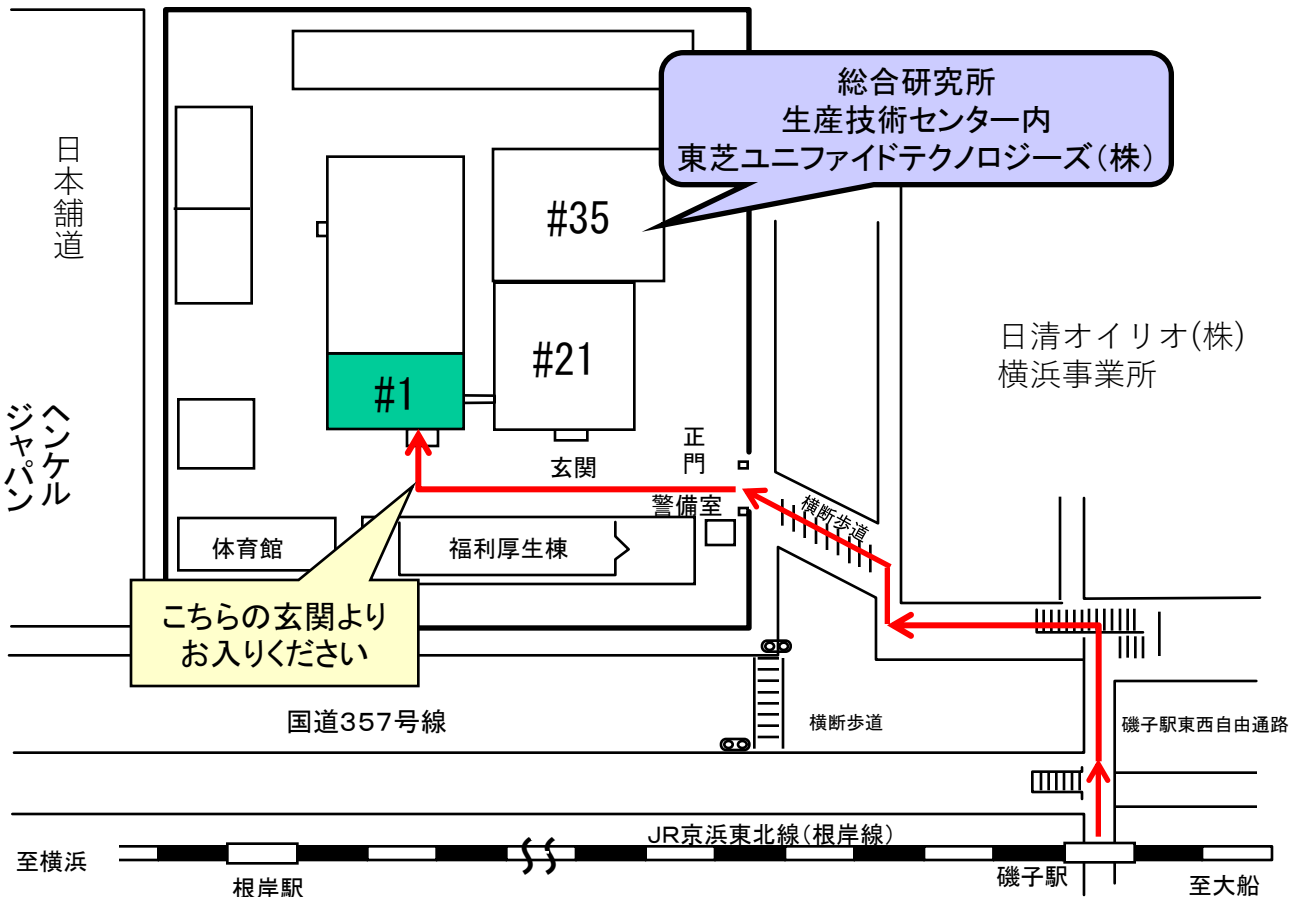 総合研究所
生産技術センター内
東芝ユニファイドテクノロジーズ(株)
日本舗道
#35
#21
#1
日清オイリオ(株)
横浜事業所
ヘンケル
ジャパン
正門
玄関
警備室
横断歩道
体育館
福利厚生棟
こちらの玄関より
お入りください
国道357号線
横断歩道
磯子駅東西自由通路
JR京浜東北線(根岸線)
至横浜
根岸駅
磯子駅
至大船